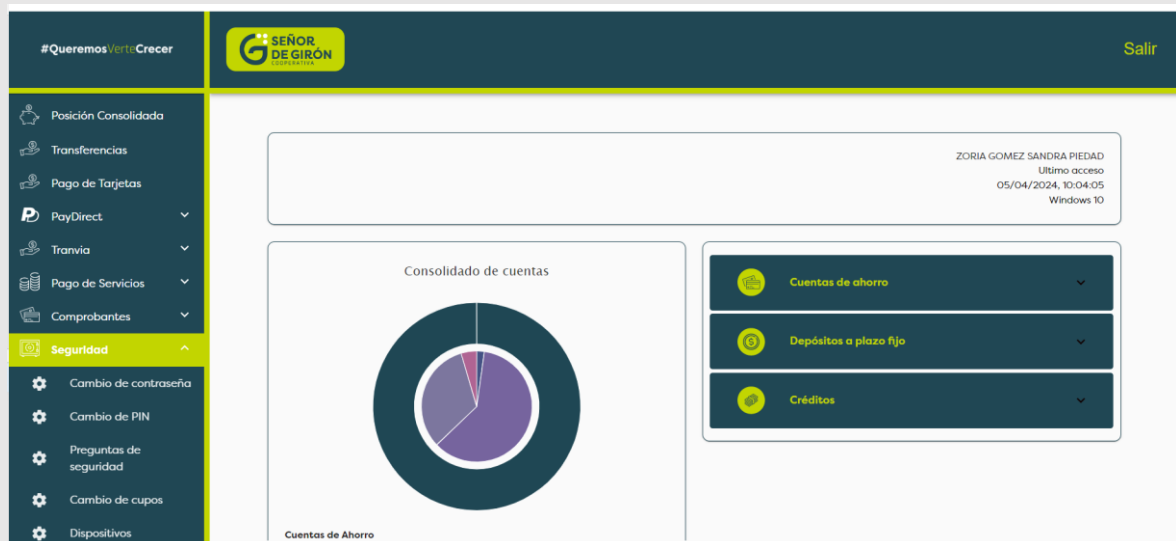 #QueremosVerteCrecer
SEÑOR
DE GIRÓN
COOPERATIVA
Salir
Posición Consolidada
Transferencias
Pago de Tarjetas
PayDirect
Tranvia
Pago de Servicios
Comprobantes
Seguridad
Cambio de contraseña
Cambio de PIN
Preguntas de
seguridad
Cambio de cupos
Dispositivos
ZORIA GOMEZ SANDRA PIEDAD
Ultimo acceso
05/04/2024, 10:04:05
Windows 10
Consolidado de cuentas
Cuentas de Ahorro
Cuentas de ahorro
Depósitos a plazo fijo
Créditos